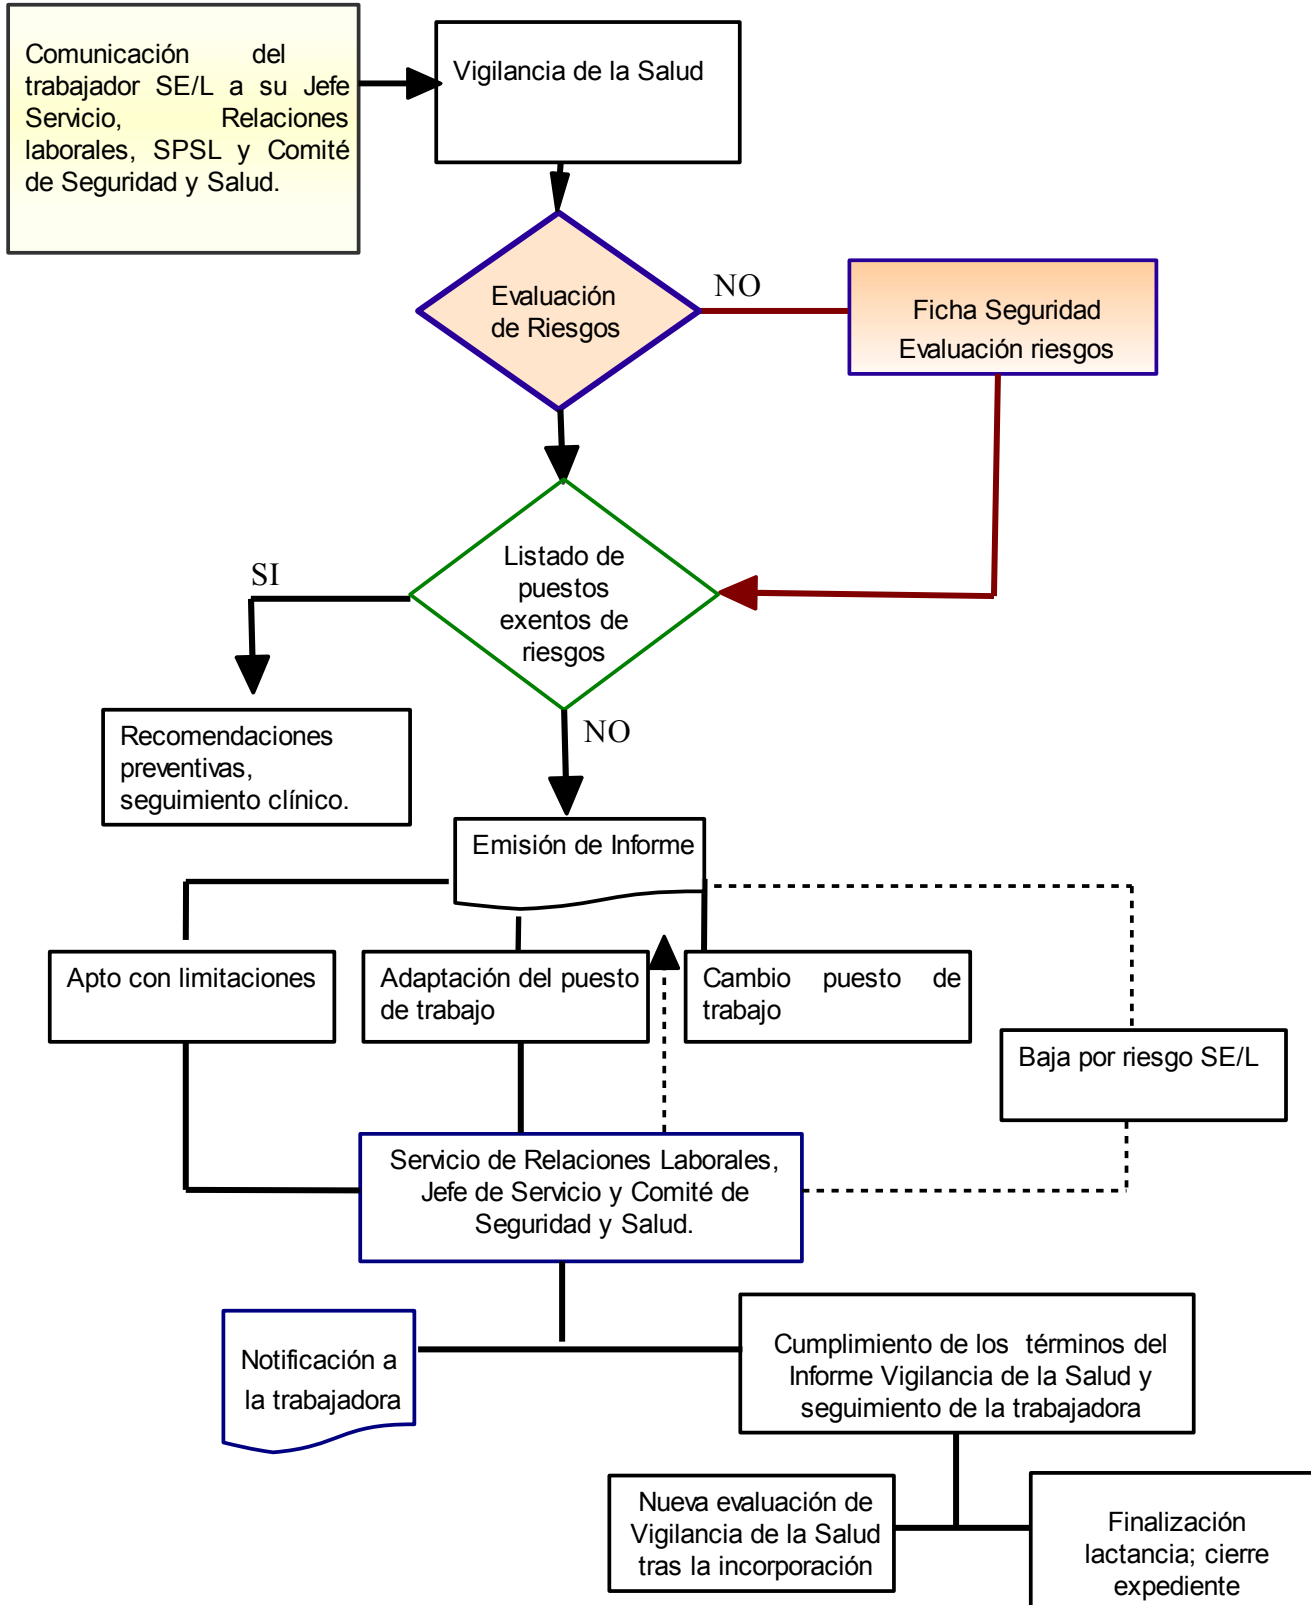 Comunicación del
trabajador SE/L a su Jefe
Servicio, Relaciones
laborales, SPSL y Comité
de Seguridad y Salud.
Vigilancia de la Salud
Evaluación
de Riesgos
NO
Ficha Seguridad
Evaluación riesgos
Listado de
puestos
exentos de
riesgos
SI
NO
Recomendaciones
preventivas,
seguimiento clínico.
Emisión de Informe
Apto con limitaciones
Adaptación del puesto
de trabajo
Cambio puesto de
trabajo
Baja por riesgo SE/L
Servicio de Relaciones Laborales,
Jefe de Servicio y Comité de
Seguridad y Salud.
Notificación a
la trabajadora
Cumplimiento de los términos del
Informe Vigilancia de la Salud y
seguimiento de la trabajadora
Nueva evaluación de
Vigilancia de la Salud
tras la incorporación
Finalización
lactancia; cierre
expediente